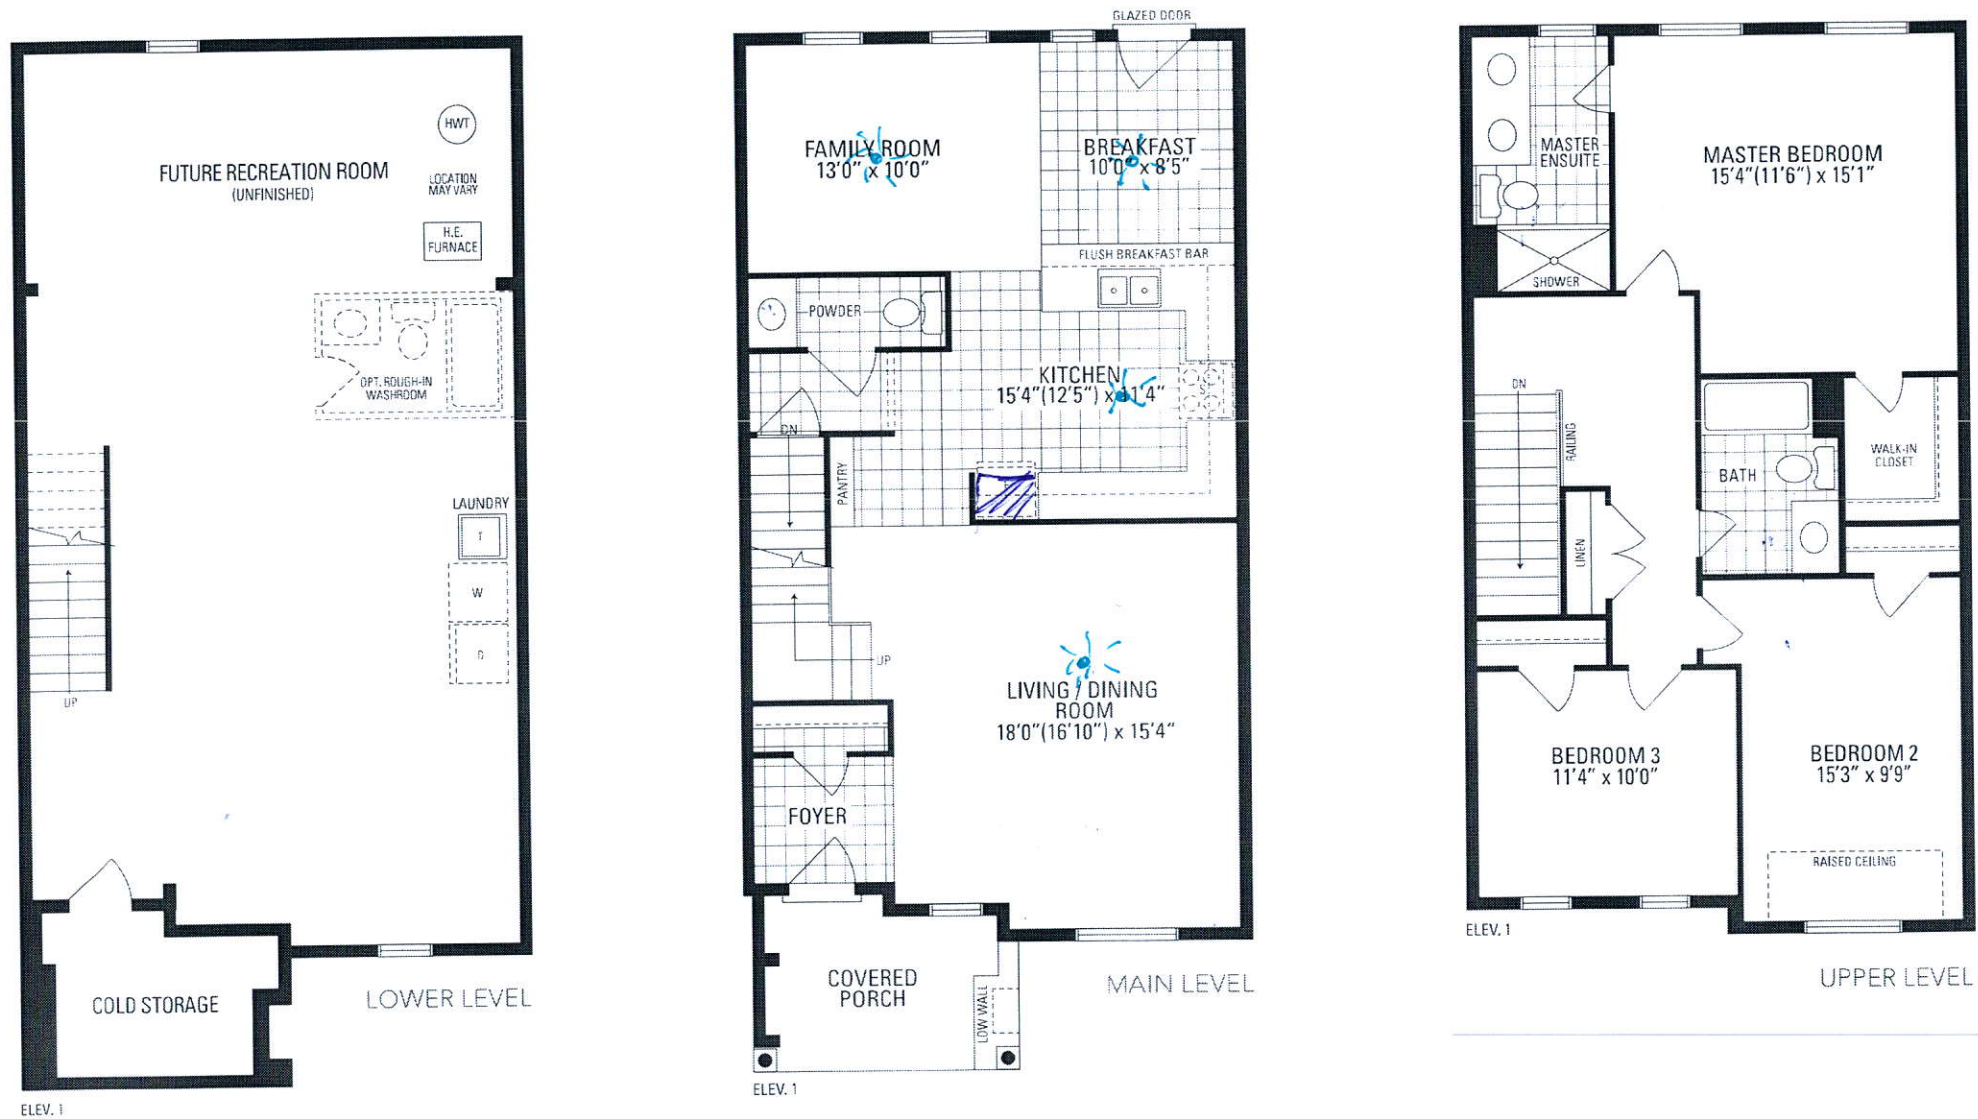 HWT
FUTURE RECREATION ROOM
(UNFINISHED)
LOCATION
MAY VARY
H.E.
FURNACE
OPT. ROUGH-IN
WASHROOM
LAUNDRY
T
W
D
UP
COLD STORAGE
LOWER LEVEL
ELEV. 1
GLAZED DOOR
FAMILY ROOM
13'0" x 10'0"
BREAKFAST
10'0" x 8'5"
FLUSH BREAKFAST BAR
POWDER
KITCHEN
15'4"(12'5") x 11'4"
S
DN
PANTRY
UP
LIVING / DINING
ROOM
18'0"(16'10") x 15'4"
FOYER
COVERED
PORCH
LOW WALL
MAIN LEVEL
ELEV. 1
MASTER
ENSUITE
MASTER BEDROOM
15'4"(11'6") x 15'1"
SHOWER
DN
RAILING
WALK-IN
CLOSET
BATH
LINEN
BEDROOM 3
11'4" x 10'0"
BEDROOM 2
15'3" x 9'9"
RAISED CEILING
ELEV. 1
UPPER LEVEL